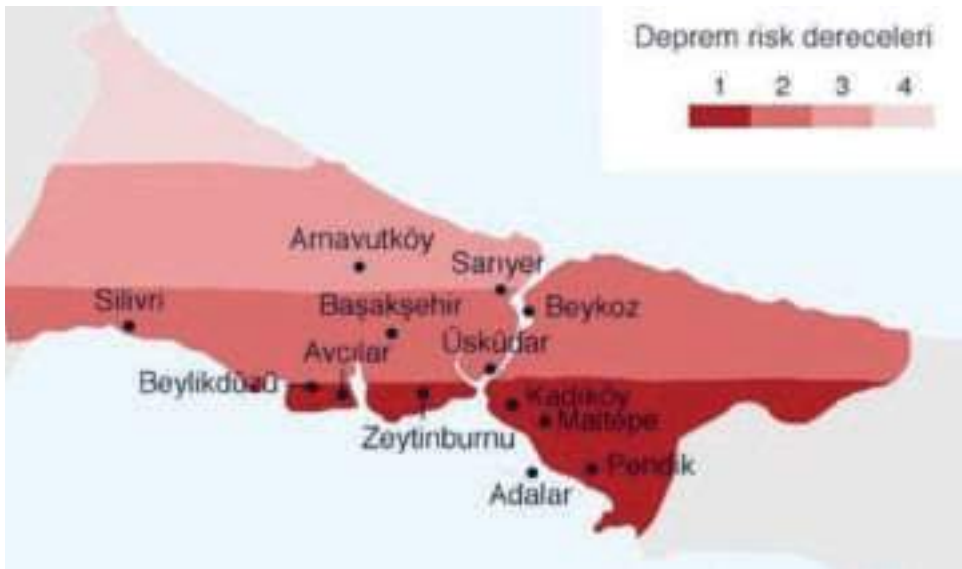 Deprem risk dereceleri
1 2 3 4
Arnavutköy
Sarıyer
Silivri
Başakşehir
Beykoz
Avcılar
Üsküdar
Beylikdüzü
Kadıköy
Maltepe
Zeytinburnu
Pendik
Adalar